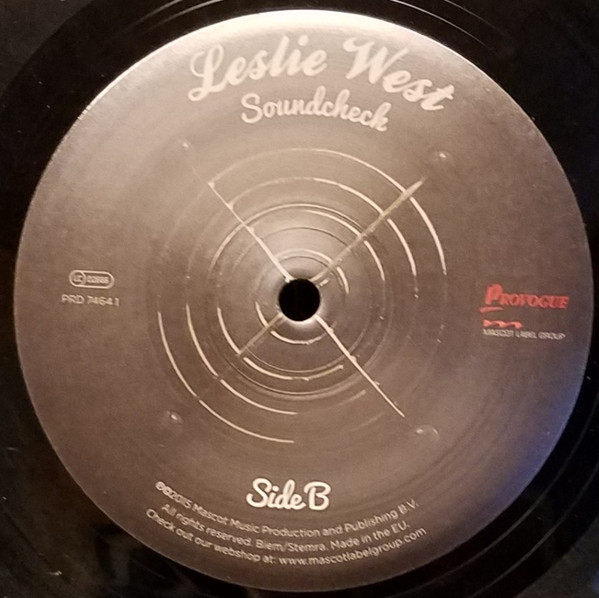 Leslie West
Soundcheck
LC
PRD 7464 1
PROVOGUE
MASCOT LABEL GROUP
Side B
℗©2015 Mascot Music Production and Publishing B.V.
All rights reserved. Biem/Stemra. Made in the EU.
Check out our webshop at: www.mascotlabelgroup.com